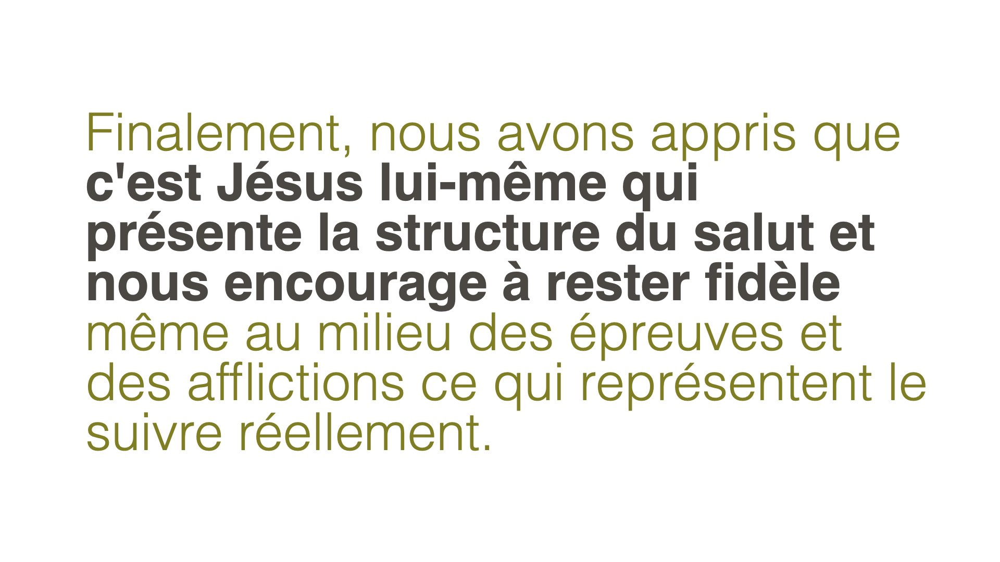 Finalement, nous avons appris que
c'est Jésus lui-même qui
présente la structure du salut et
nous encourage à rester fidèle
même au milieu des épreuves et
des afflictions ce qui représentent le
suivre réellement.